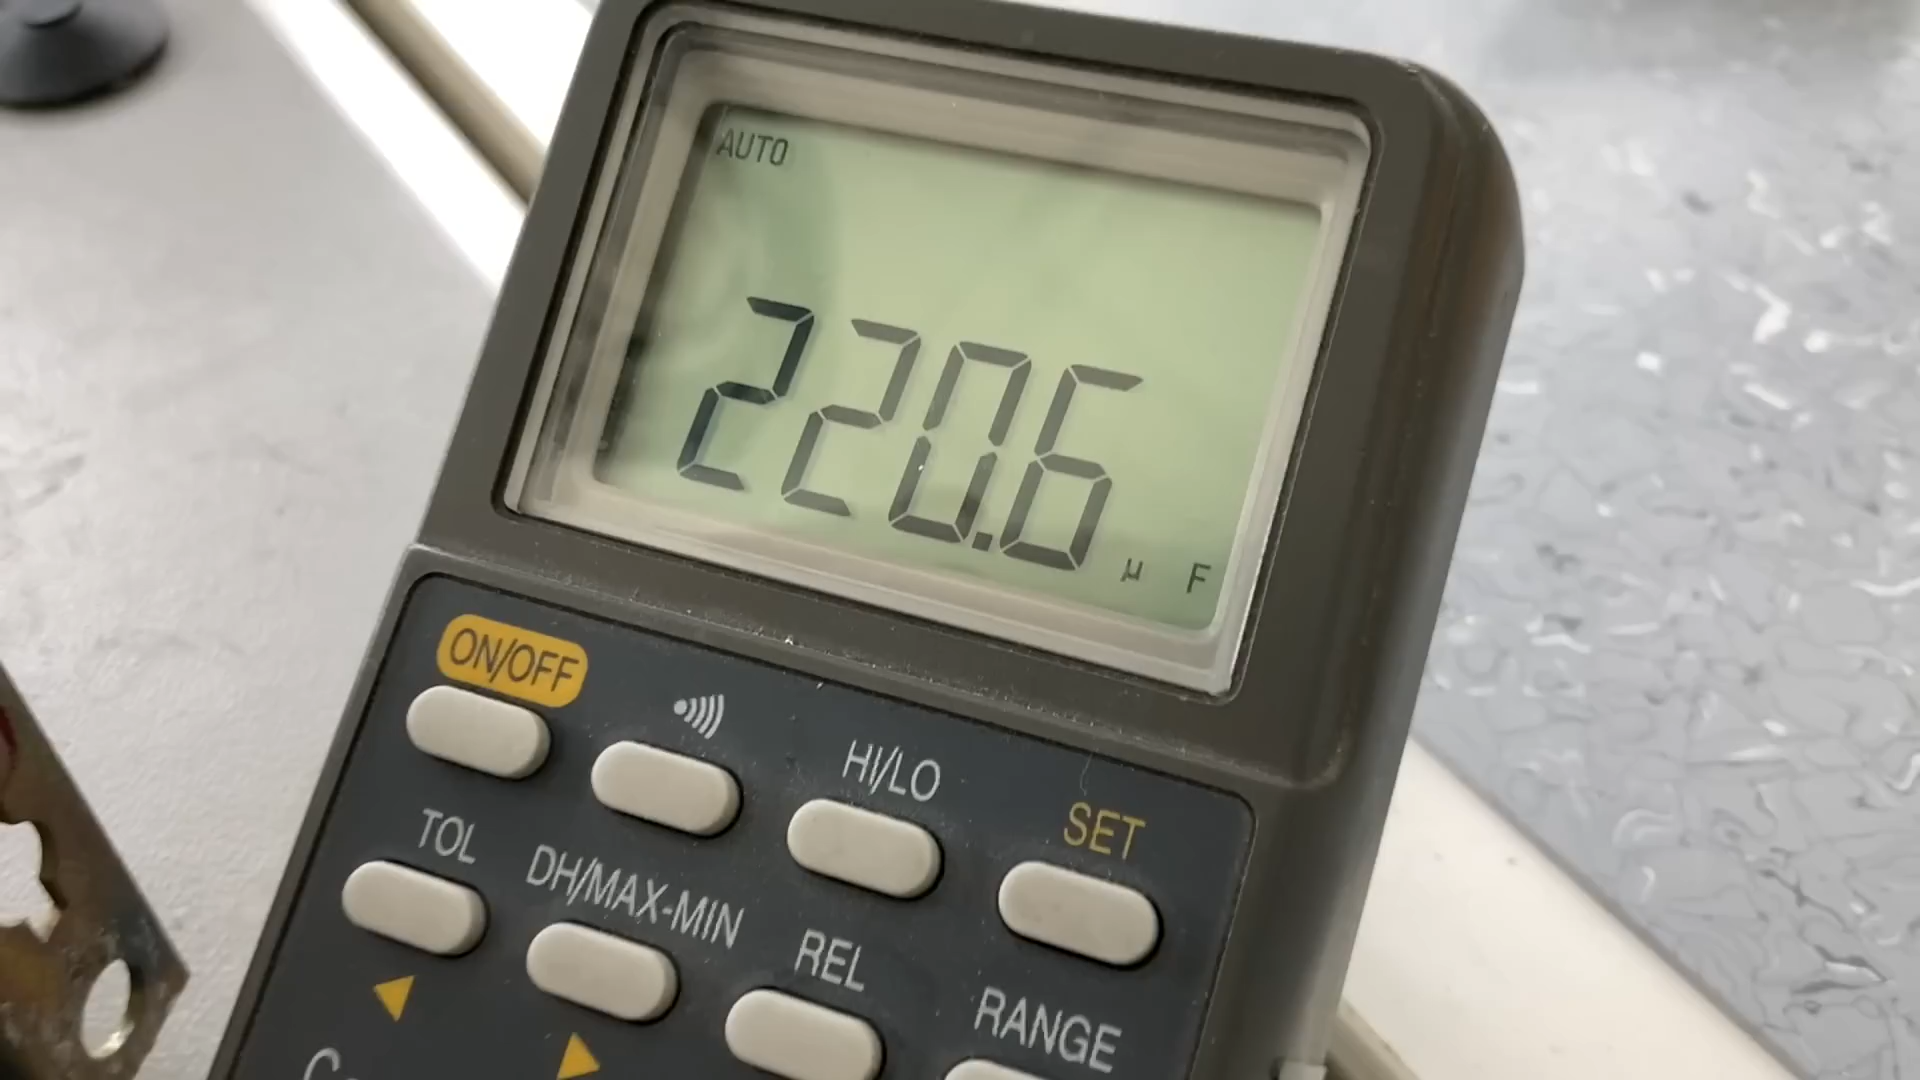 AUTO
220.6 µ F
ON/OFF
HI/LO
SET
TOL
DH/MAX-MIN
REL
RANGE